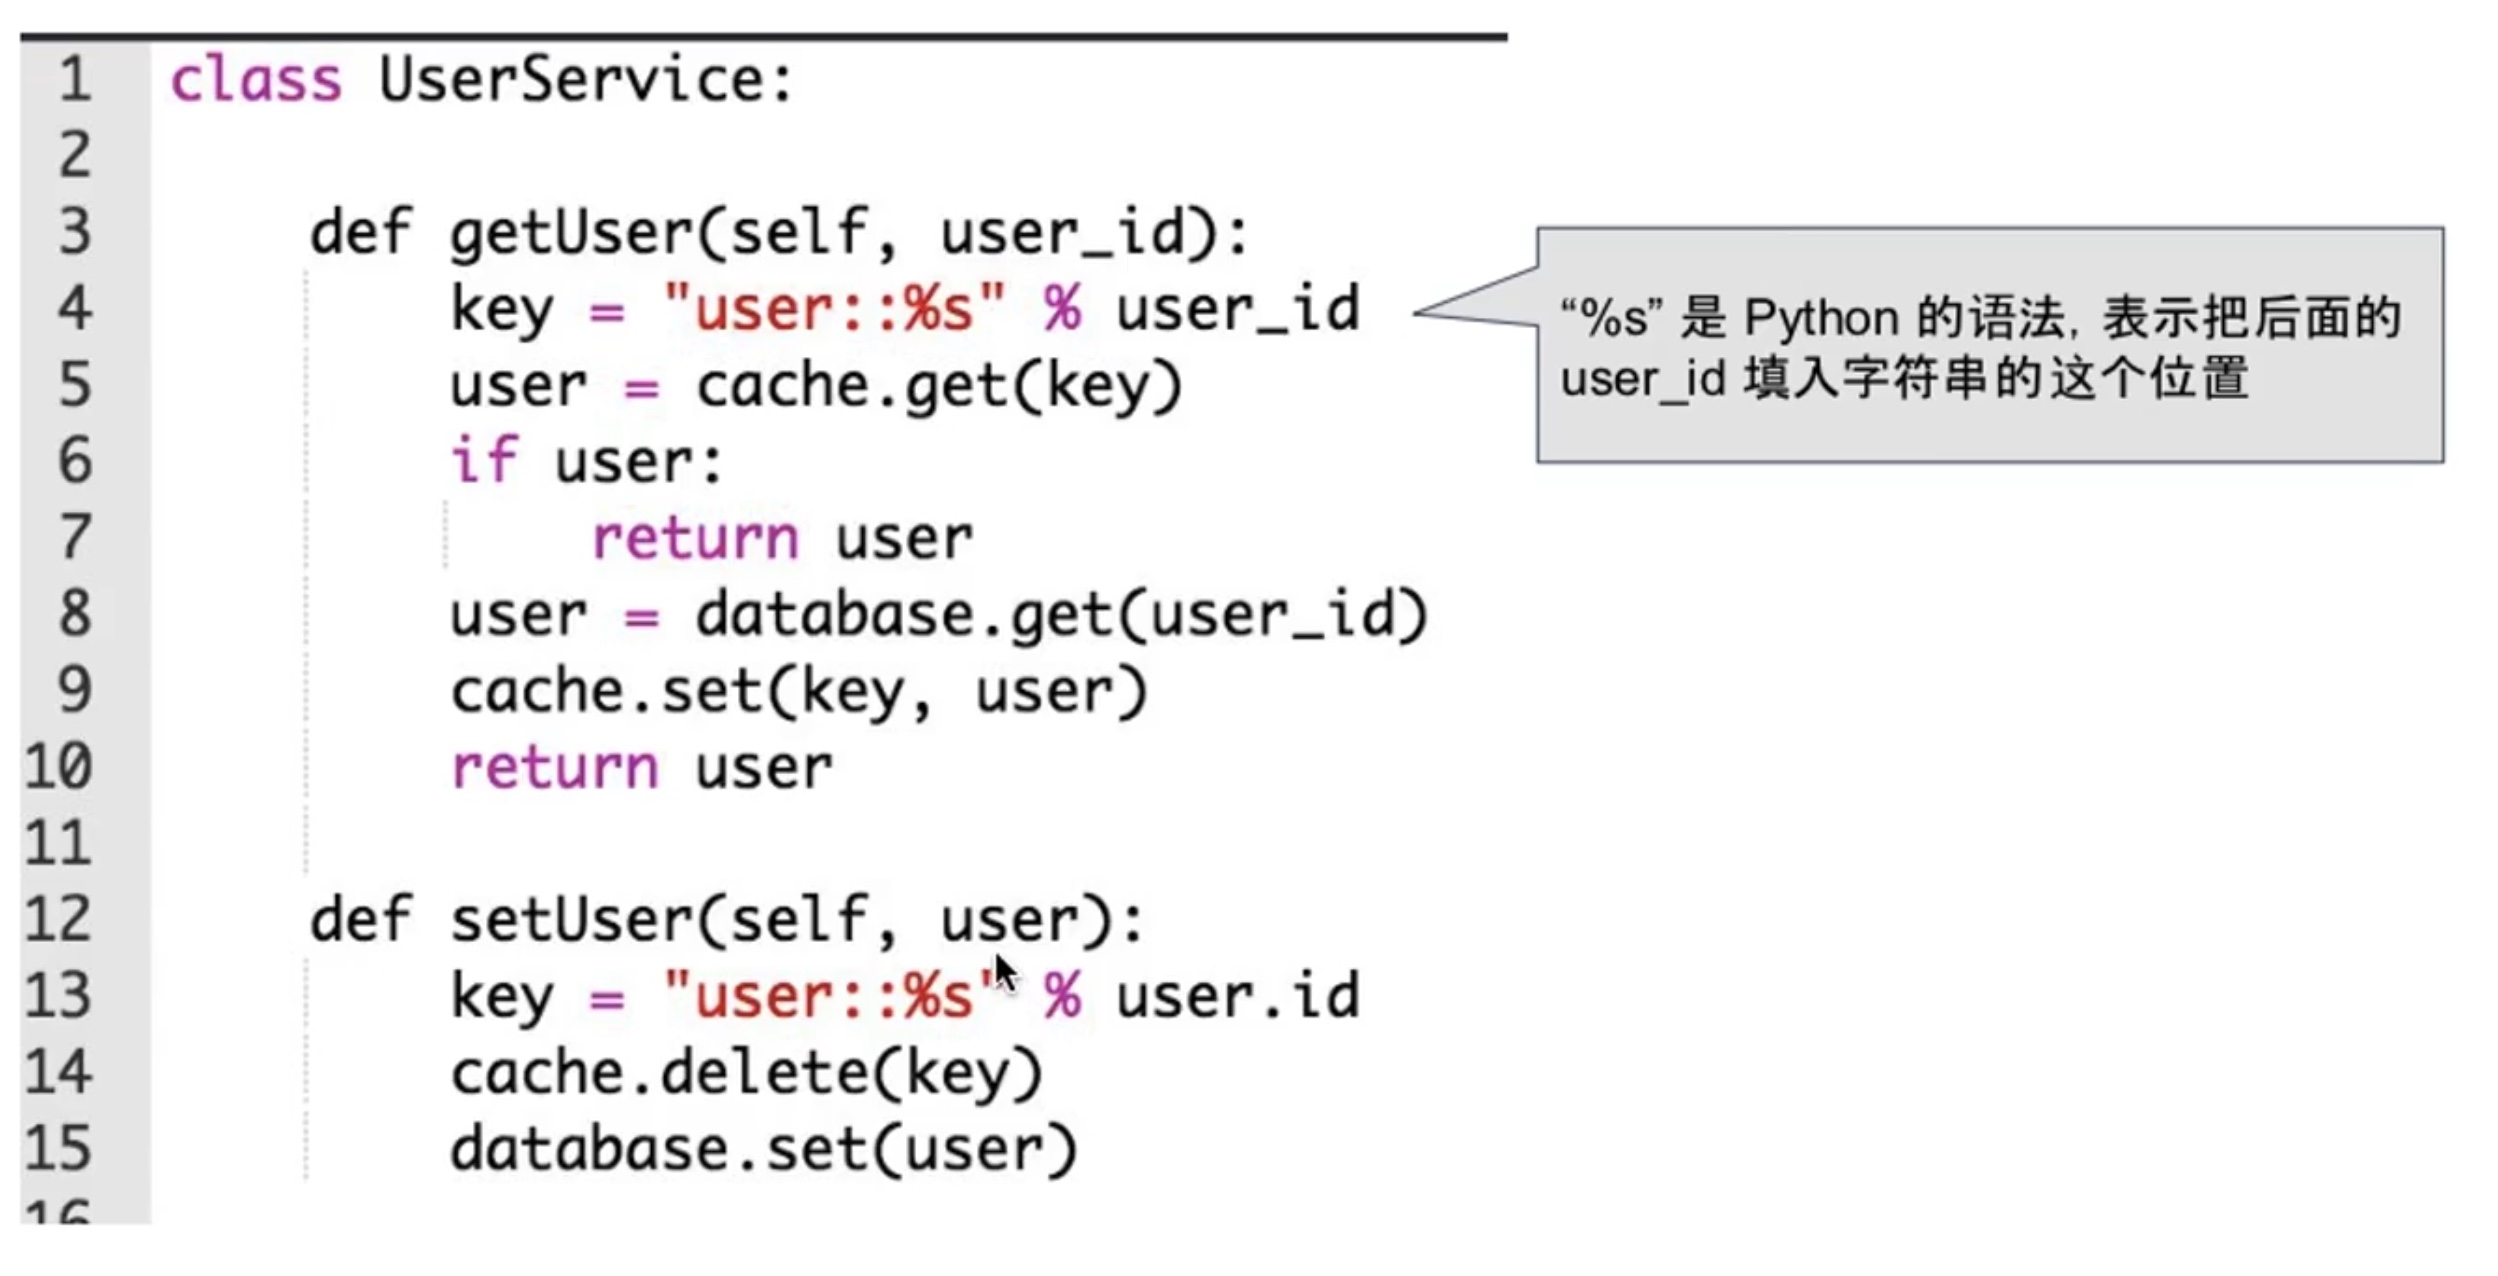 1 class UserService:
2
3     def getUser(self, user_id):
4         key = "user::%s" % user_id
5         user = cache.get(key)
6         if user:
7             return user
8         user = database.get(user_id)
9         cache.set(key, user)
10         return user
11
12     def setUser(self, user):
13         key = "user::%s" % user.id
14         cache.delete(key)
15         database.set(user)
16
“%s” 是 Python 的语法, 表示把后面的
user_id 填入字符串的这个位置